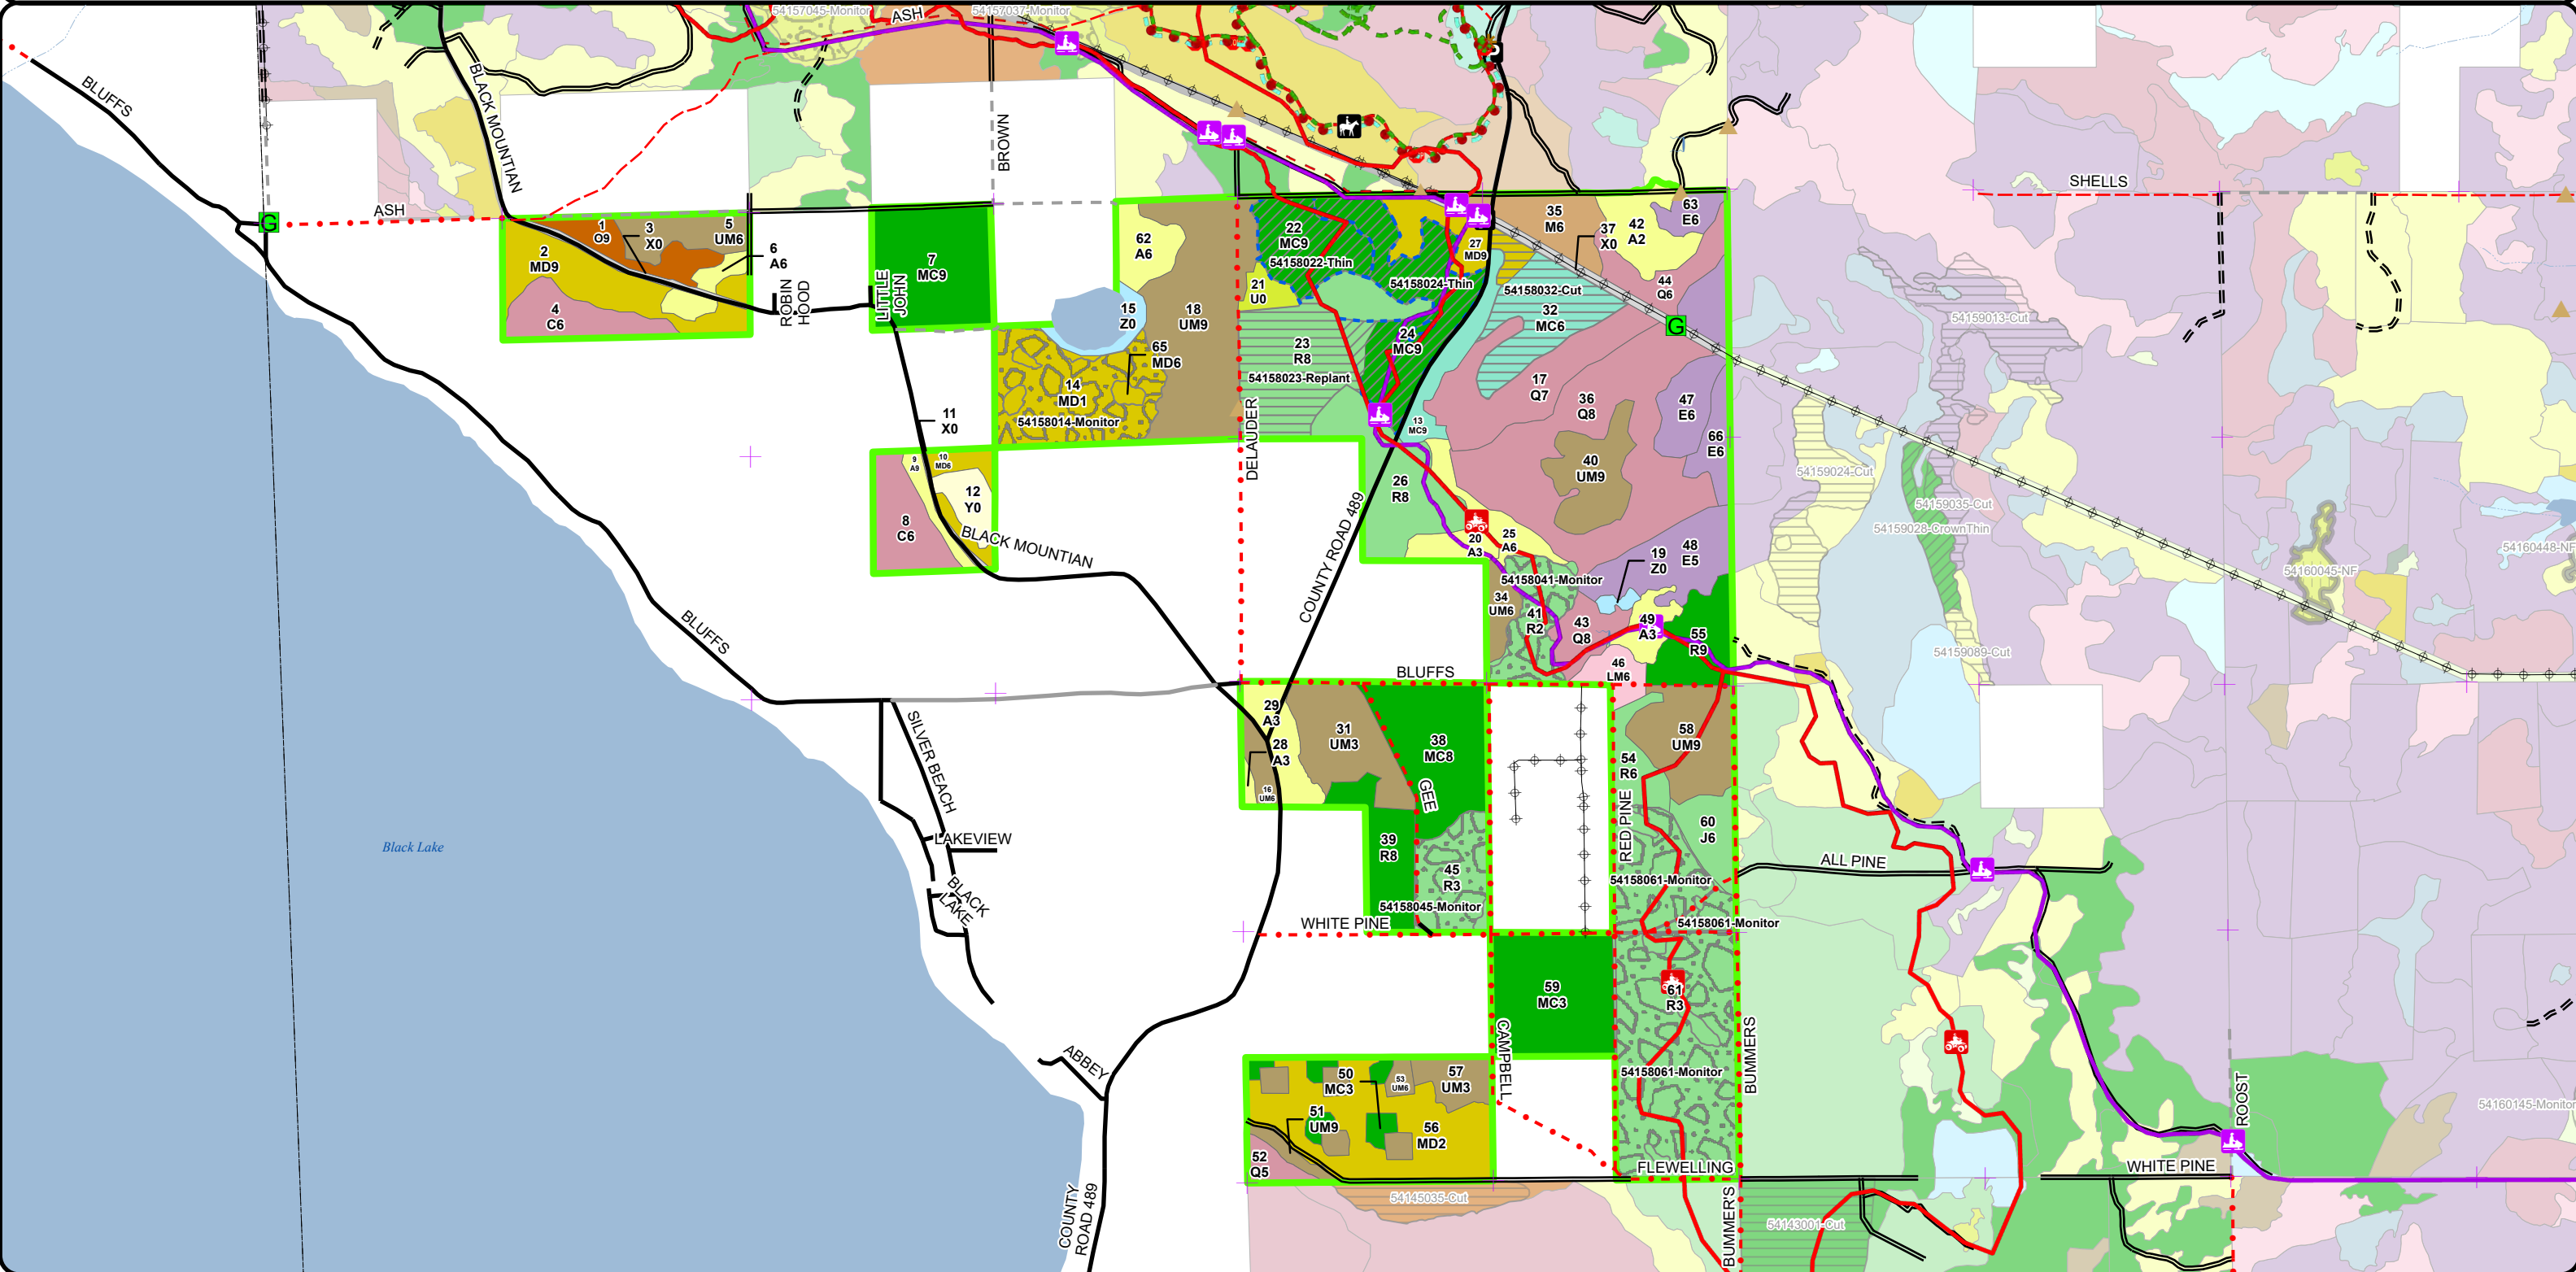 54157045-Monitor
ASH
54157037-Monitor
BLUFFS
BLACK MOUNTIAN
BROWN
SHELLS
ASH
G
1
O9
3
X0
5
UM6
2
MD9
6
A6
4
C6
ROBIN
HOOD
LITTLE
JOHN
7
MC9
62
A6
15
Z0
18
UM9
65
MD6
14
MD1
54158014-Monitor
22
MC9
54158022-Thin
21
U0
23
R8
54158023-Replant
DELAUDER
27
MD9
54158024-Thin
24
MC9
13
MC9
35
M6
37
X0
42
A2
63
E6
44
Q6
G
54158032-Cut
32
MC6
17
Q7
36
Q8
47
E6
66
E6
40
UM9
54159013-Cut
54159024-Cut
54159035-Cut
54159028-CrownThin
54160448-NF
54160045-NF
54159089-Cut
11
X0
9
A9
10
MD6
12
Y0
8
C6
BLACK MOUNTIAN
COUNTY ROAD 489
26
R8
20
A3
25
A6
54158041-Monitor
19
Z0
48
E5
34
UM6
41
R2
43
Q8
49
A3
55
R9
46
LM6
BLUFFS
BLUFFS
29
A3
28
A3
16
UM6
31
UM3
38
MC8
GEE
39
R8
45
R3
54158045-Monitor
WHITE PINE
58
UM9
54
R6
RED PINE
60
J6
54158061-Monitor
54158061-Monitor
ALL PINE
SILVER BEACH
LAKEVIEW
BLACK
LAKE
Black Lake
59
MC3
61
R3
54158061-Monitor
CAMPBELL
BUMMERS
ABBEY
50
MC3
53
UM6
57
UM3
51
UM9
56
MD2
52
Q5
FLEWELLING
WHITE PINE
ROOST
54160145-Monitor
54145035-Cut
54143001-Cut
BUMMER'S
COUNTY
ROAD 489